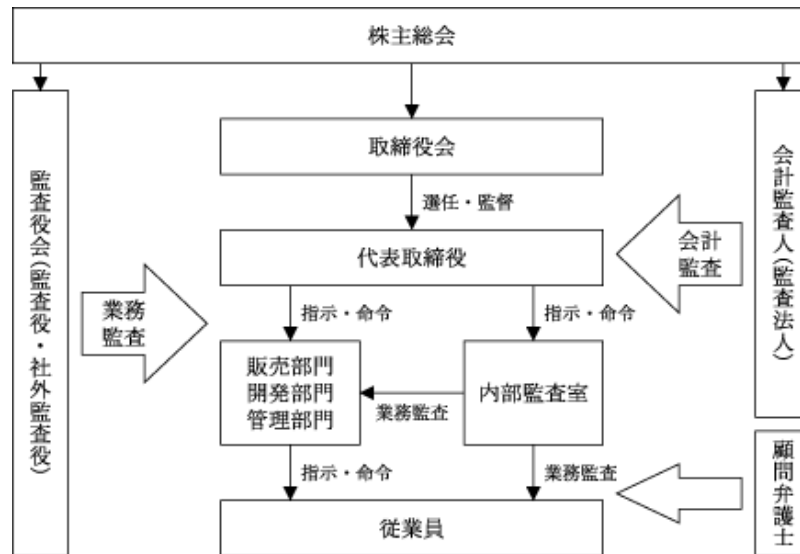 株主総会
取締役会
選任・監督
代表取締役
監査役会(監査役・社外監査役)
業務
監査
会計
監査
会計監査人(監査法人)
指示・命令
指示・命令
販売部門
開発部門
管理部門
業務監査
内部監査室
指示・命令
業務監査
顧問弁護士
従業員